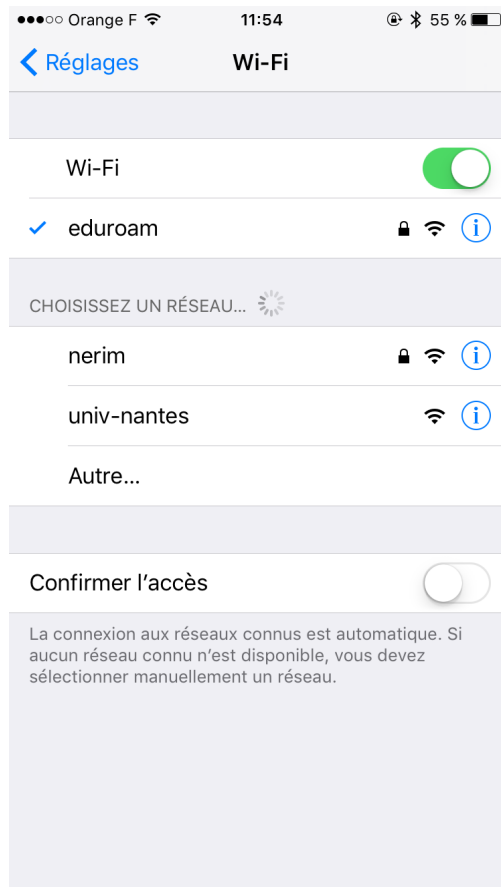 Orange F 11:54 55 %
Réglages Wi-Fi
Wi-Fi
eduroam
CHOISISSEZ UN RÉSEAU...
nerim
univ-nantes
Autre...
Confirmer l’accès
La connexion aux réseaux connus est automatique. Si
aucun réseau connu n’est disponible, vous devez
sélectionner manuellement un réseau.